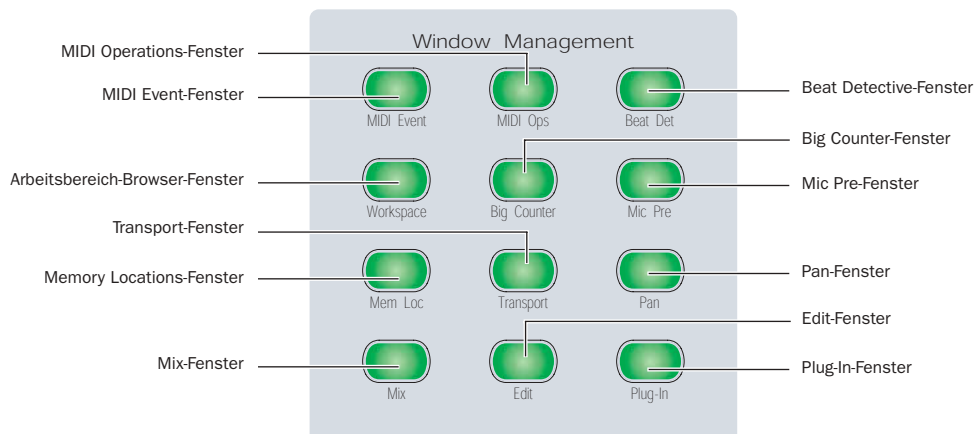 Window Management
MIDI Operations-Fenster
MIDI Event-Fenster
Beat Detective-Fenster
MIDI Event
MIDI Ops
Beat Det
Big Counter-Fenster
Arbeitsbereich-Browser-Fenster
Mic Pre-Fenster
Workspace
Big Counter
Mic Pre
Transport-Fenster
Memory Locations-Fenster
Pan-Fenster
Mem Loc
Transport
Pan
Edit-Fenster
Mix-Fenster
Plug-In-Fenster
Mix
Edit
Plug-In